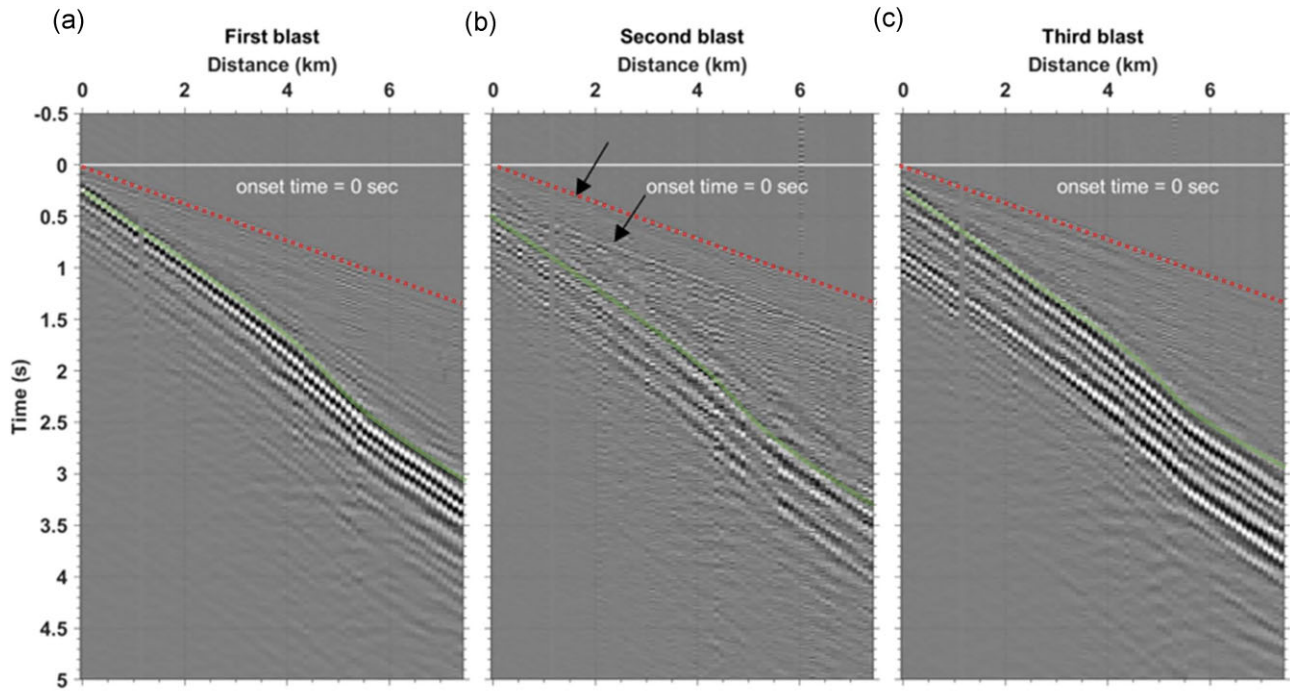 (a)
First blast
Distance (km)
0 2 4 6
(b)
Second blast
Distance (km)
0 2 4 6
(c)
Third blast
Distance (km)
0 2 4 6
Time (s)
-0.5
0
0.5
1
1.5
2
2.5
3
3.5
4
4.5
5
onset time = 0 sec
onset time = 0 sec
onset time = 0 sec